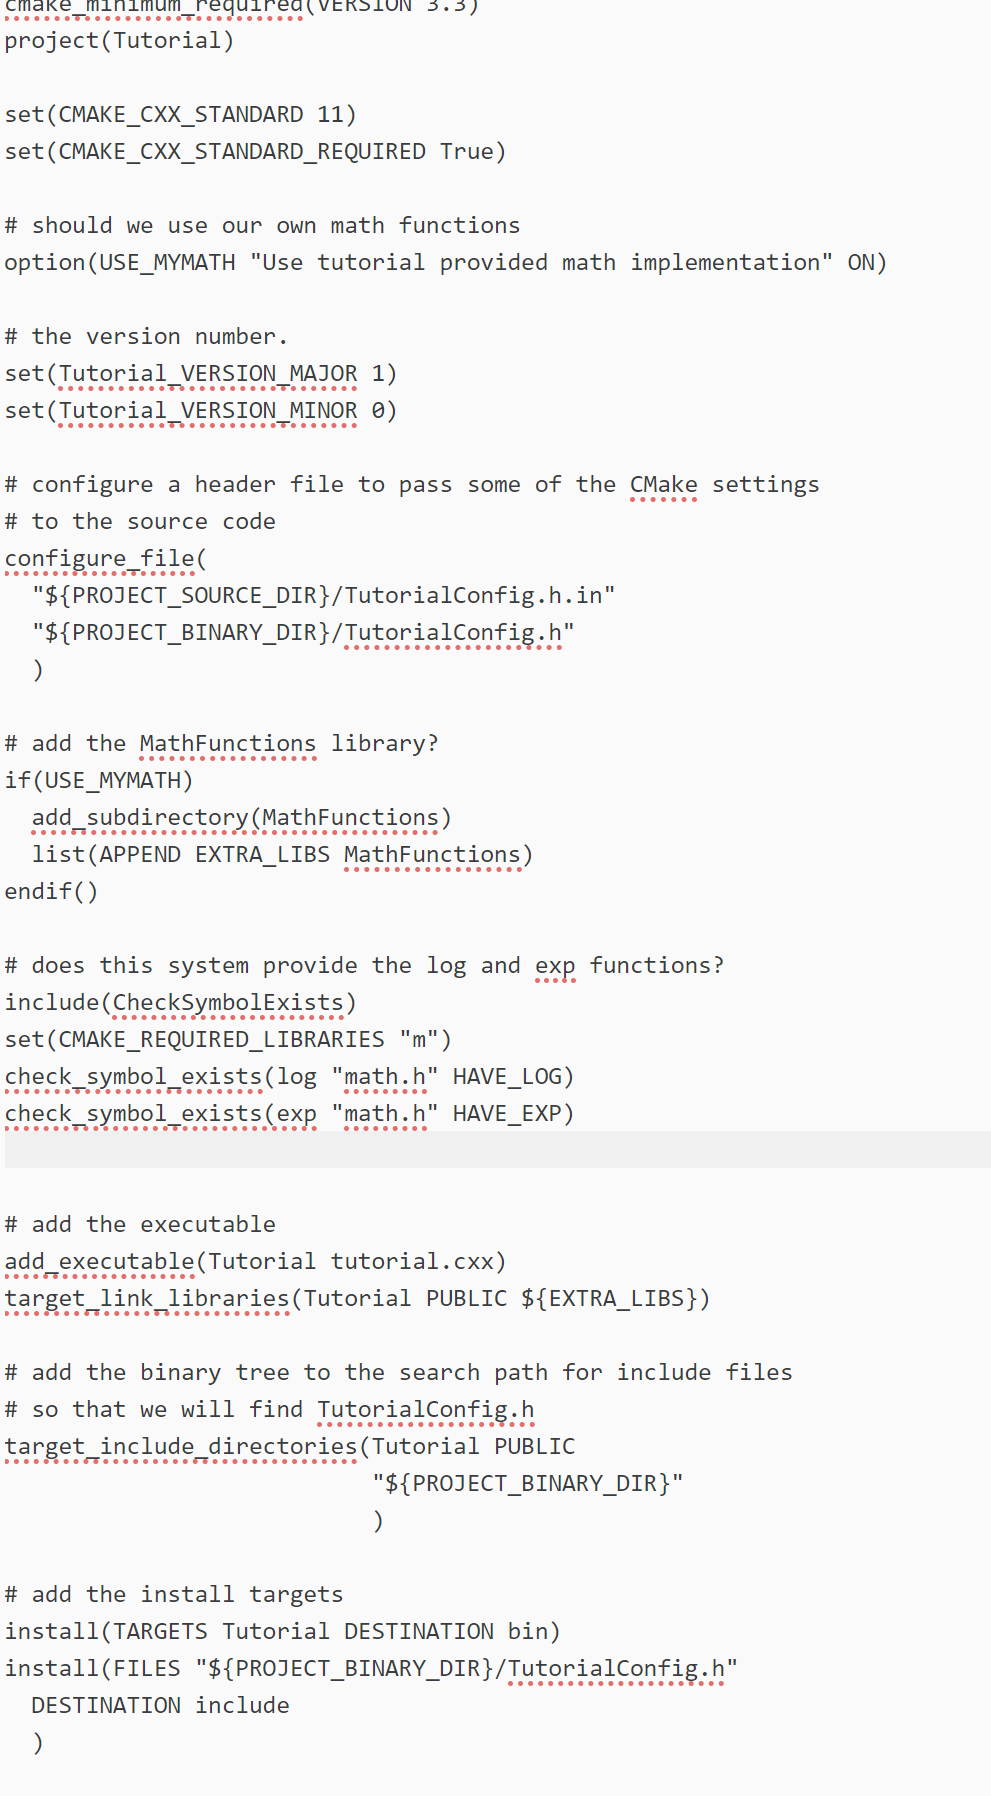 cmake_minimum_required(VERSION 3.3)
project(Tutorial)
set(CMAKE_CXX_STANDARD 11)
set(CMAKE_CXX_STANDARD_REQUIRED True)
# should we use our own math functions
option(USE_MYMATH "Use tutorial provided math implementation" ON)
# the version number.
set(Tutorial_VERSION_MAJOR 1)
set(Tutorial_VERSION_MINOR 0)
# configure a header file to pass some of the CMake settings
# to the source code
configure_file(
  "${PROJECT_SOURCE_DIR}/TutorialConfig.h.in"
  "${PROJECT_BINARY_DIR}/TutorialConfig.h"
  )
# add the MathFunctions library?
if(USE_MYMATH)
  add_subdirectory(MathFunctions)
  list(APPEND EXTRA_LIBS MathFunctions)
endif()
# does this system provide the log and exp functions?
include(CheckSymbolExists)
set(CMAKE_REQUIRED_LIBRARIES "m")
check_symbol_exists(log "math.h" HAVE_LOG)
check_symbol_exists(exp "math.h" HAVE_EXP)
# add the executable
add_executable(Tutorial tutorial.cxx)
target_link_libraries(Tutorial PUBLIC ${EXTRA_LIBS})
# add the binary tree to the search path for include files
# so that we will find TutorialConfig.h
target_include_directories(Tutorial PUBLIC
                           "${PROJECT_BINARY_DIR}"
                           )
# add the install targets
install(TARGETS Tutorial DESTINATION bin)
install(FILES "${PROJECT_BINARY_DIR}/TutorialConfig.h"
  DESTINATION include
  )